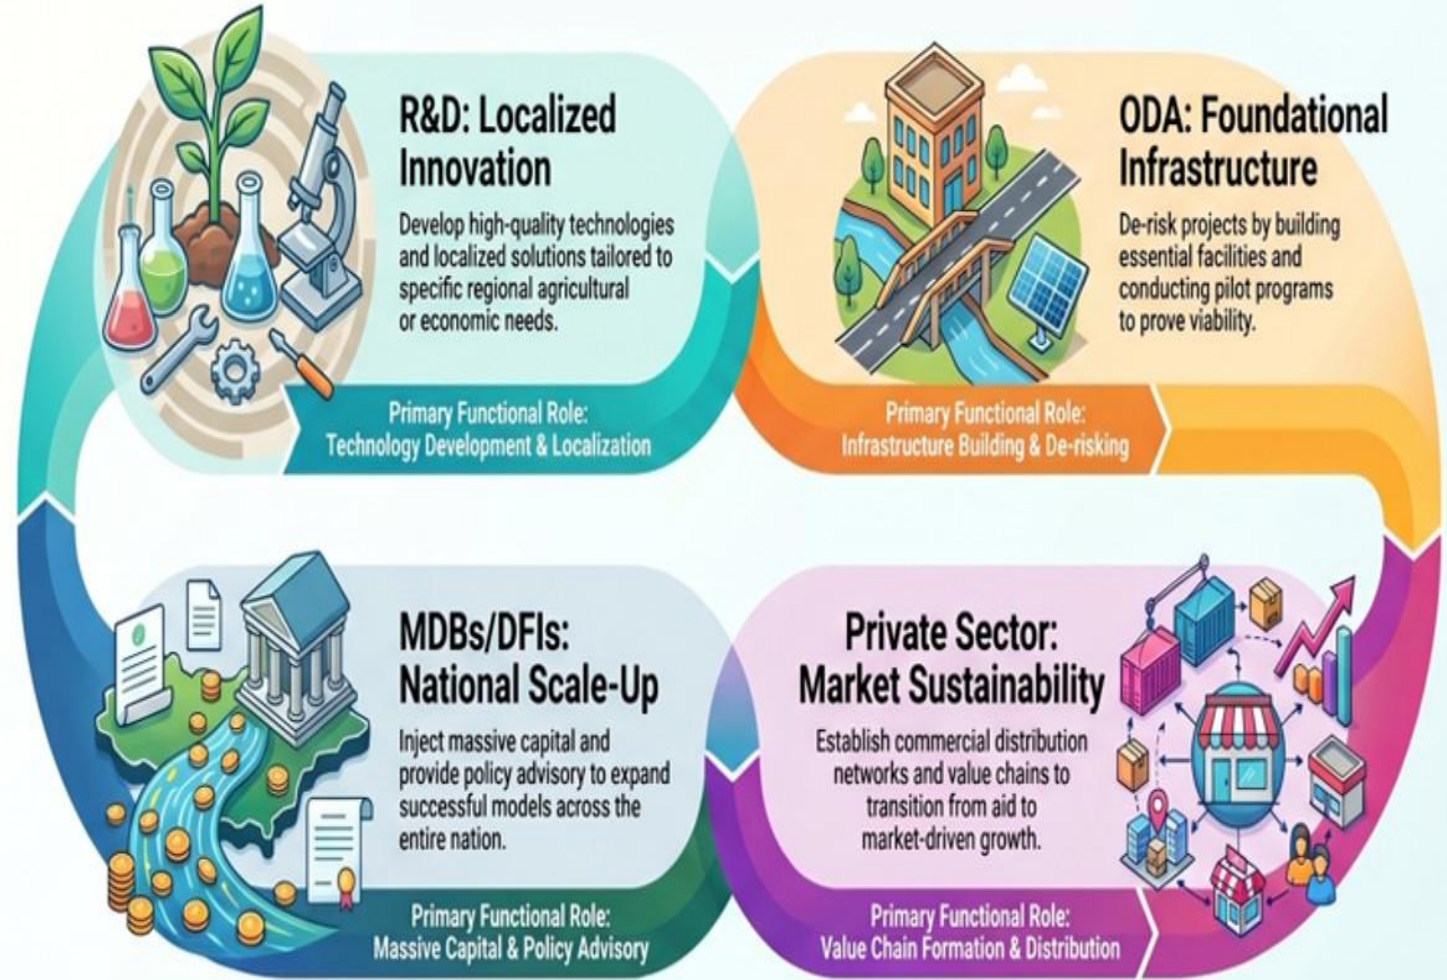 R&D: Localized
Innovation
Develop high-quality technologies
and localized solutions tailored to
specific regional agricultural
or economic needs.
Primary Functional Role:
Technology Development & Localization
ODA: Foundational
Infrastructure
De-risk projects by building
essential facilities and
conducting pilot programs
to prove viability.
Primary Functional Role:
Infrastructure Building & De-risking
MDBs/DFIs:
National Scale-Up
Inject massive capital and
provide policy advisory to expand
successful models across the
entire nation.
Primary Functional Role:
Massive Capital & Policy Advisory
Private Sector:
Market Sustainability
Establish commercial distribution
networks and value chains to
transition from aid to
market-driven growth.
Primary Functional Role:
Value Chain Formation & Distribution